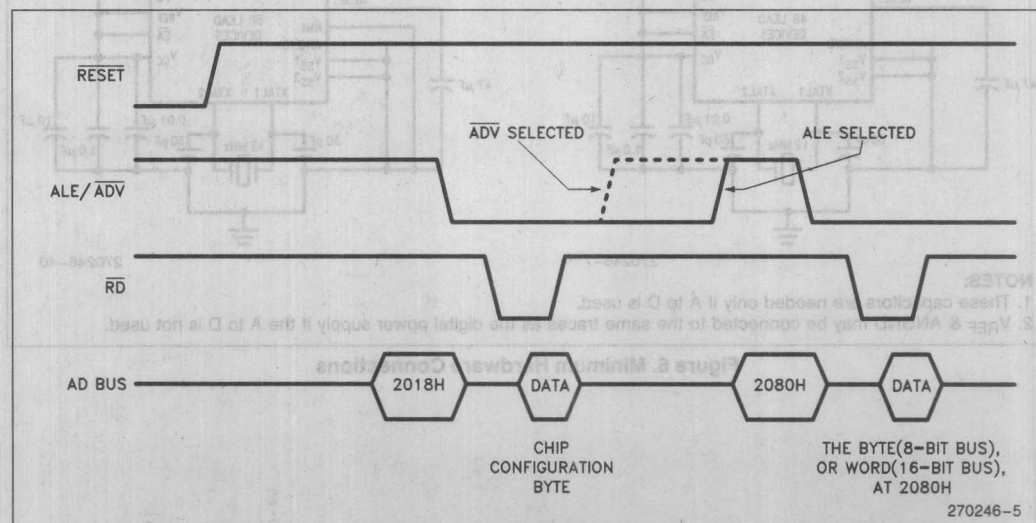 RESET
ADV SELECTED
ALE SELECTED
ALE/ADV
RD
NOTES:
1. These capacitors are needed only if A to D is used.
2. VREF & ANGND may be connected to the same traces as the digital power supply if the A to D is not used.
Figure 6. Minimum Hardware Connections
AD BUS
2018H
DATA
2080H
DATA
CHIP
CONFIGURATION
BYTE
THE BYTE(8-BIT BUS),
OR WORD(16-BIT BUS),
AT 2080H
270246-5